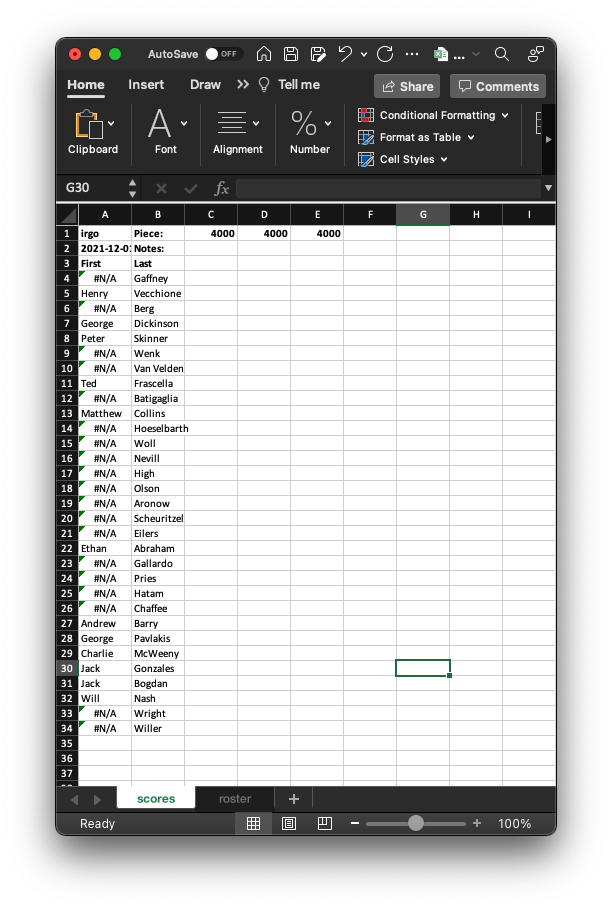 AutoSave OFF ... ...
Home Insert Draw >> Tell me Share Comments
Clipboard Font Alignment Number Conditional Formatting
Format as Table
Cell Styles
G30 fx
A B C D E F G H I
1 irgo Piece: 4000 4000 4000
2 2021-12-01 Notes:
3 First Last
4 #N/A Gaffney
5 Henry Vecchione
6 #N/A Berg
7 George Dickinson
8 Peter Skinner
9 #N/A Wenk
10 #N/A Van Velden
11 Ted Frascella
12 #N/A Batigaglia
13 Matthew Collins
14 #N/A Hoeselbarth
15 #N/A Woll
16 #N/A Nevill
17 #N/A High
18 #N/A Olson
19 #N/A Aronow
20 #N/A Scheuritzel
21 #N/A Eilers
22 Ethan Abraham
23 #N/A Gallardo
24 #N/A Pries
25 #N/A Hatam
26 #N/A Chaffee
27 Andrew Barry
28 George Pavlakis
29 Charlie McWeeny
30 Jack Gonzales
31 Jack Bogdan
32 Will Nash
33 #N/A Wright
34 #N/A Willer
35
36
37
scores roster +
Ready − + 100%